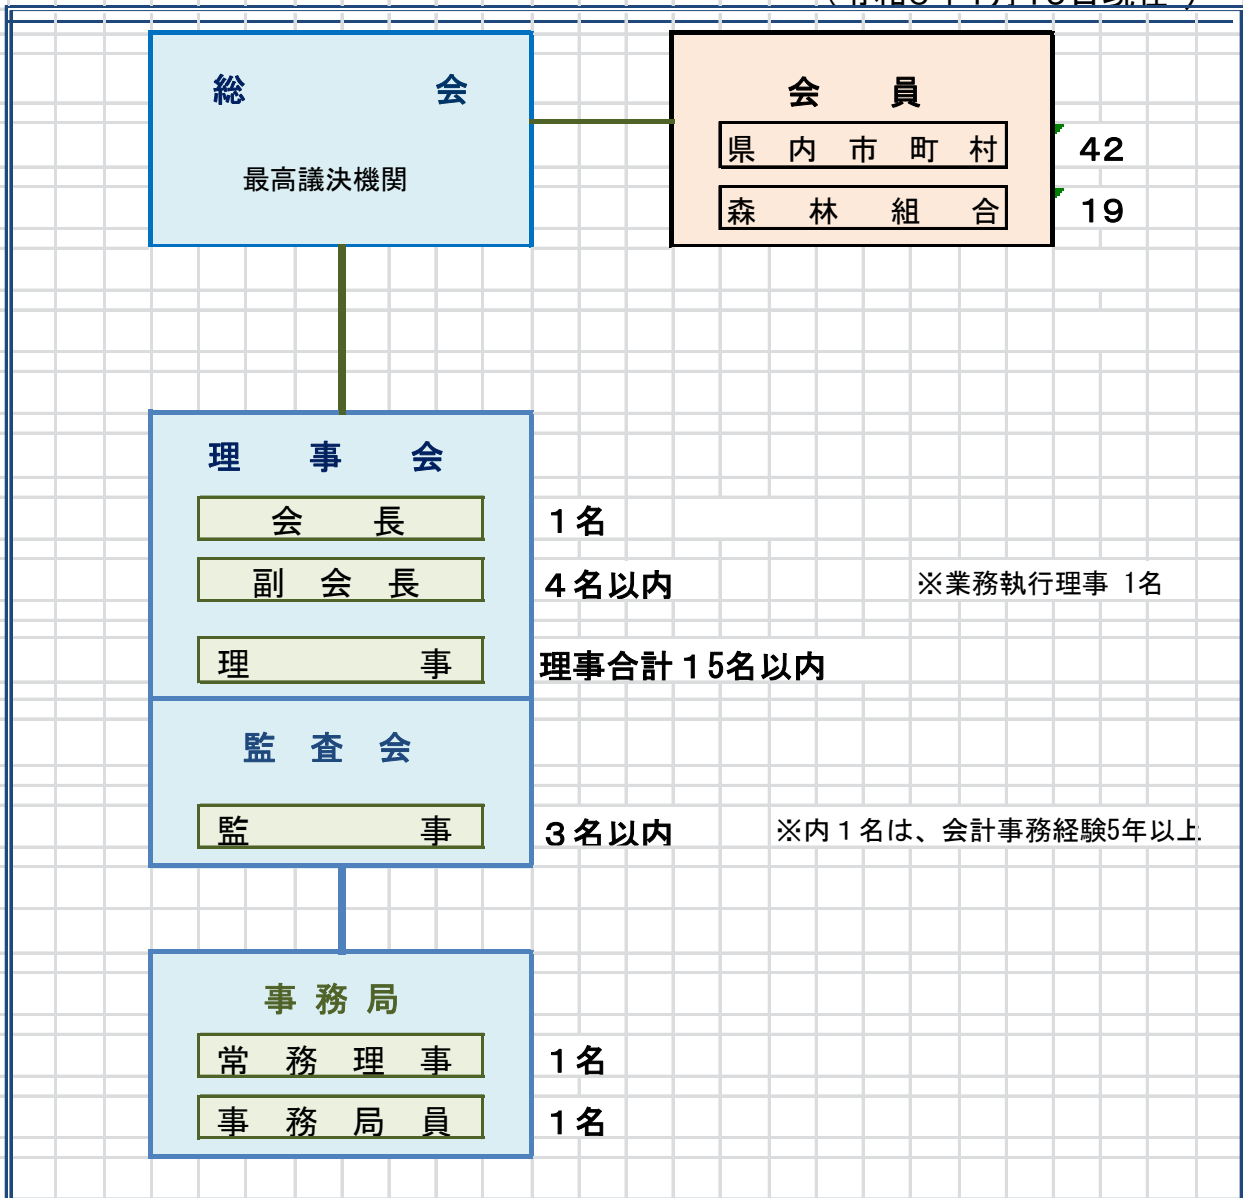 総 会
最高議決機関
会 員
県 内 市 町 村 42
森 林 組 合 19
理 事 会
会 長 1名
副 会 長 4名以内 ※業務執行理事 1名
理 事 理事合計15名以内
監 査 会
監 事 3名以内 ※内1名は、会計事務経験5年以上
事 務 局
常 務 理 事 1名
事 務 局 員 1名